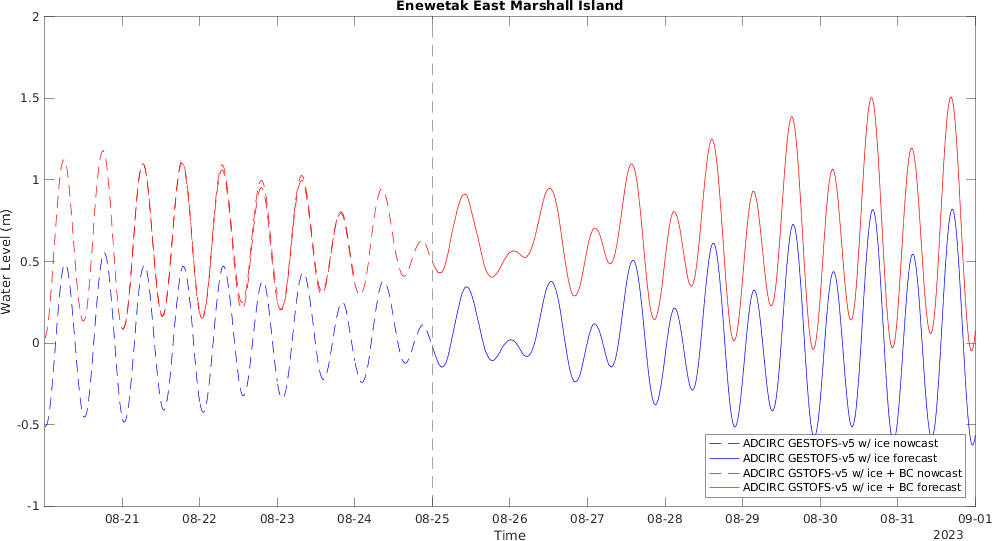 Enewetak East Marshall Island
2
1.5
1
0.5
0
-0.5
-1
Water Level (m)
ADCIRC GESTOFS-v5 w/ ice nowcast
ADCIRC GESTOFS-v5 w/ ice forecast
ADCIRC GSTOFS-v5 w/ ice + BC nowcast
ADCIRC GSTOFS-v5 w/ ice + BC forecast
08-21 08-22 08-23 08-24 08-25 08-26 08-27 08-28 08-29 08-30 08-31 09-01
Time
2023